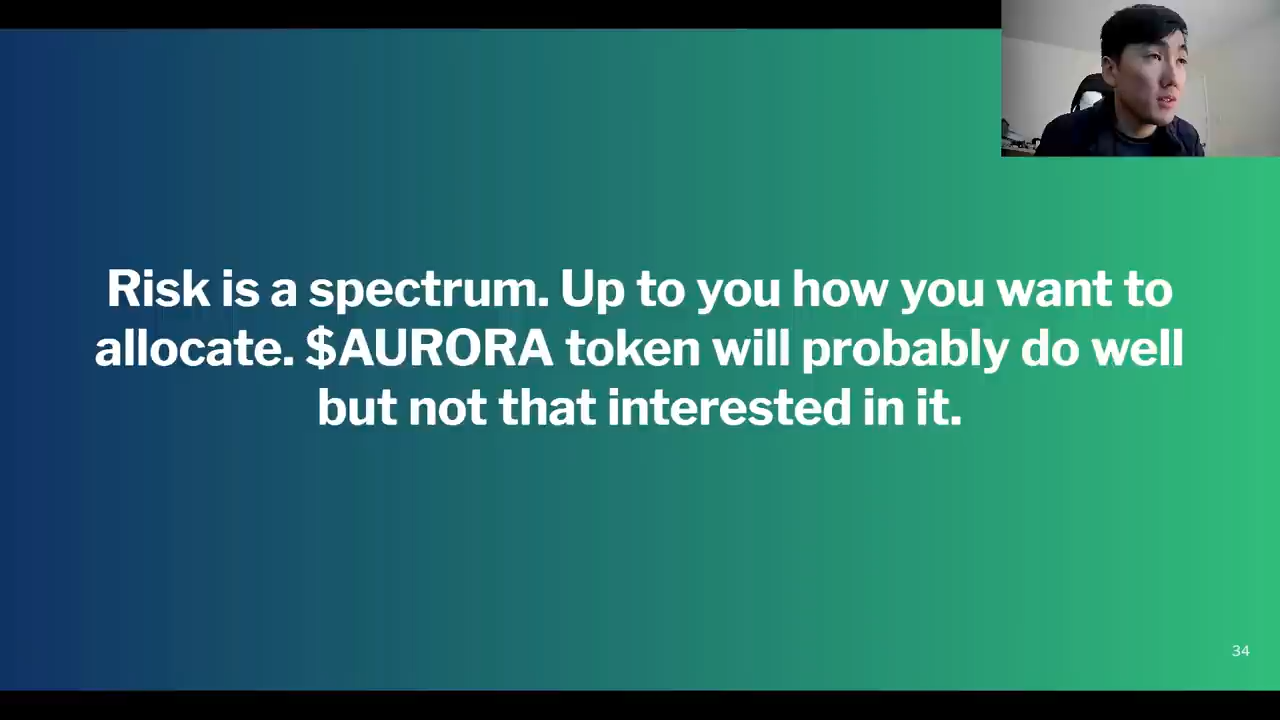 Risk is a spectrum. Up to you how you want to
allocate. $AURORA token will probably do well
but not that interested in it.
34